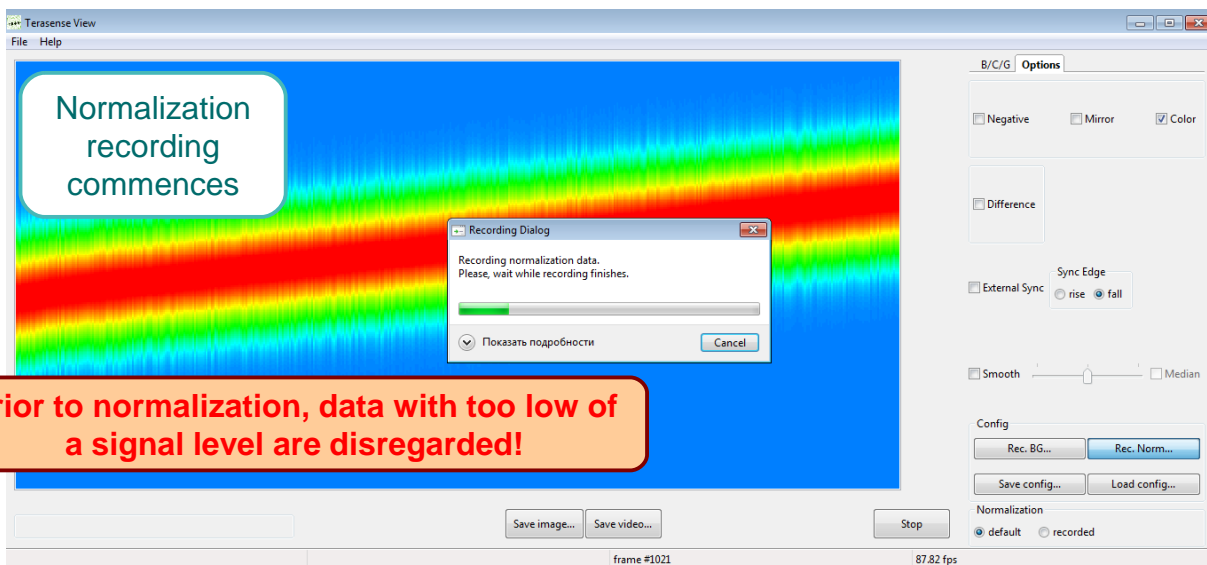 Terasense View
File Help
Normalization
recording
commences
B/C/G Options
Negative Mirror Color
Difference
Recording Dialog
Recording normalization data.
Please, wait while recording finishes.
Показать подробности Cancel
External Sync Sync Edge
rise fall
Smooth Median
rior to normalization, data with too low of
a signal level are disregarded!
Config
Rec. BG... Rec. Norm...
Save config... Load config...
Normalization
default recorded
Save image... Save video... Stop
frame #1021 87.82 fps